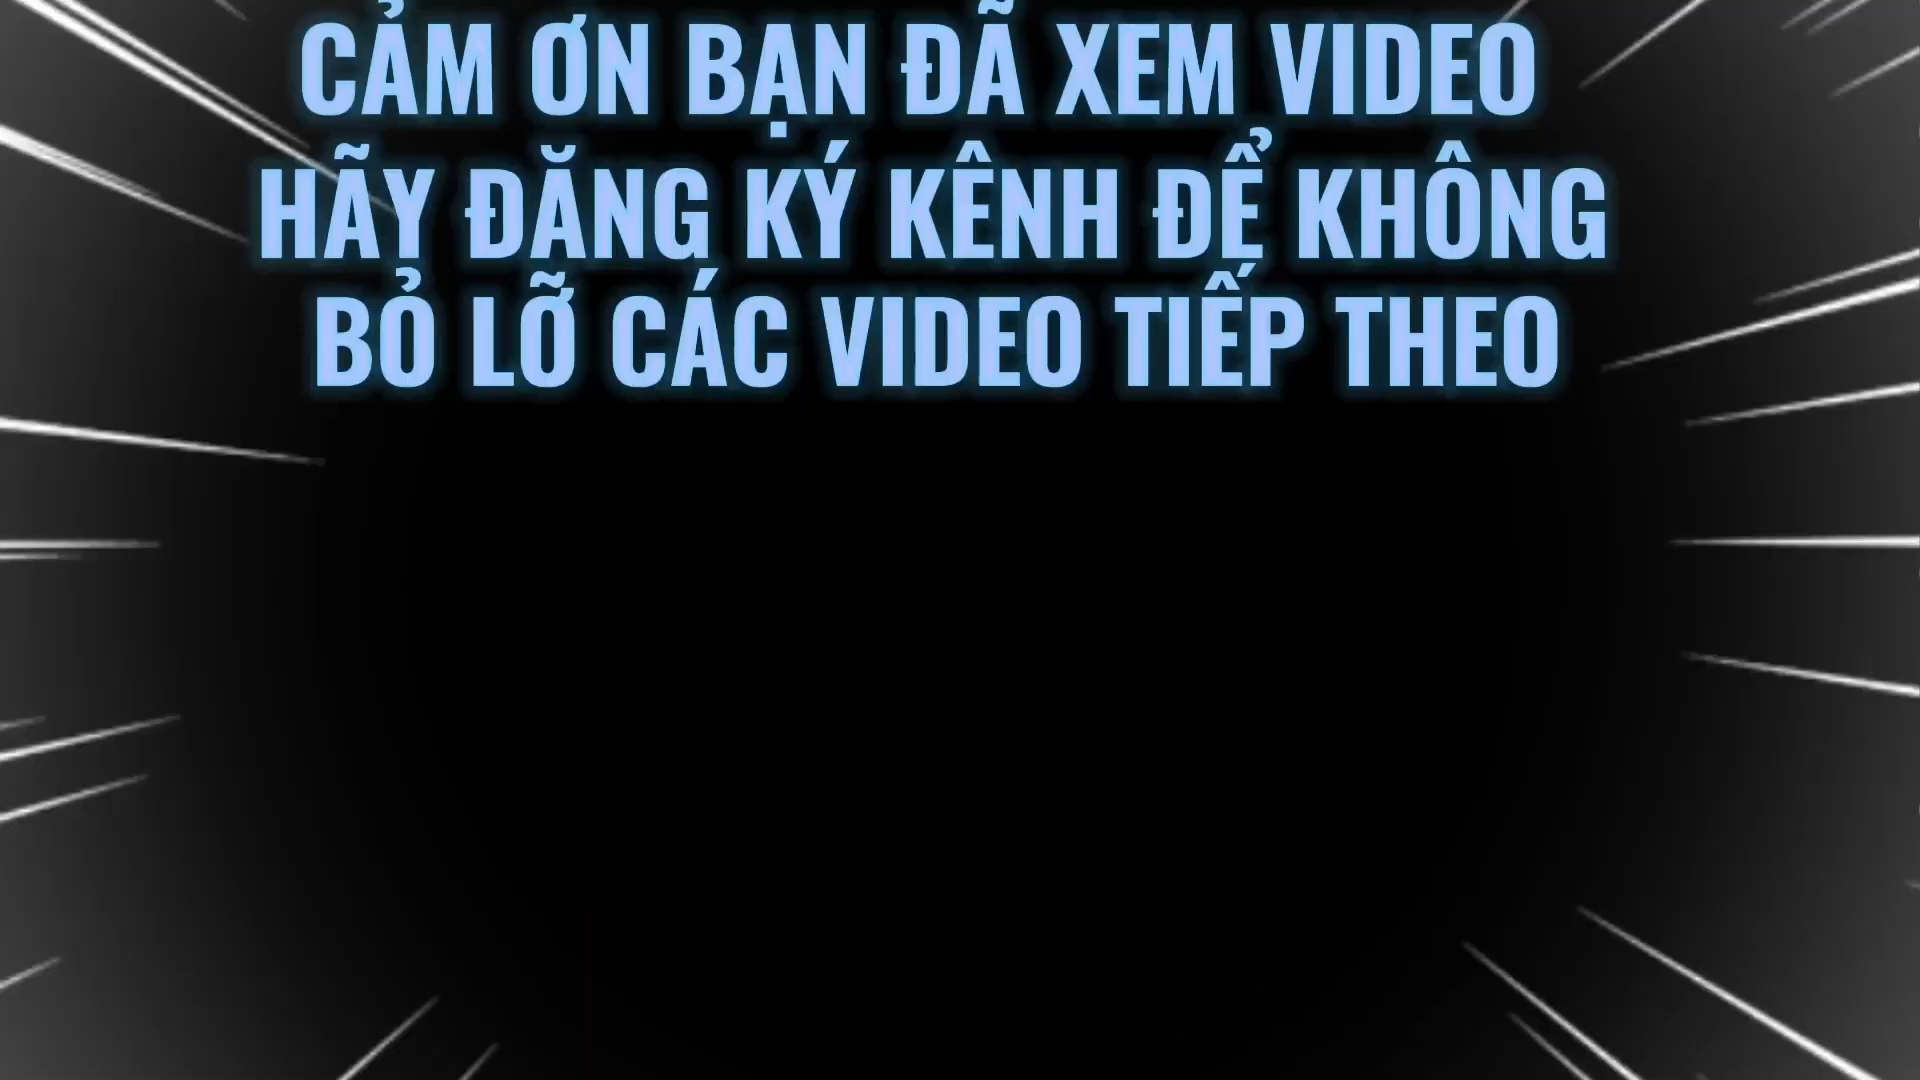 CẢM ƠN BẠN ĐÃ XEM VIDEO
HÃY ĐĂNG KÝ KÊNH ĐỂ KHÔNG
BỎ LỠ CÁC VIDEO TIẾP THEO